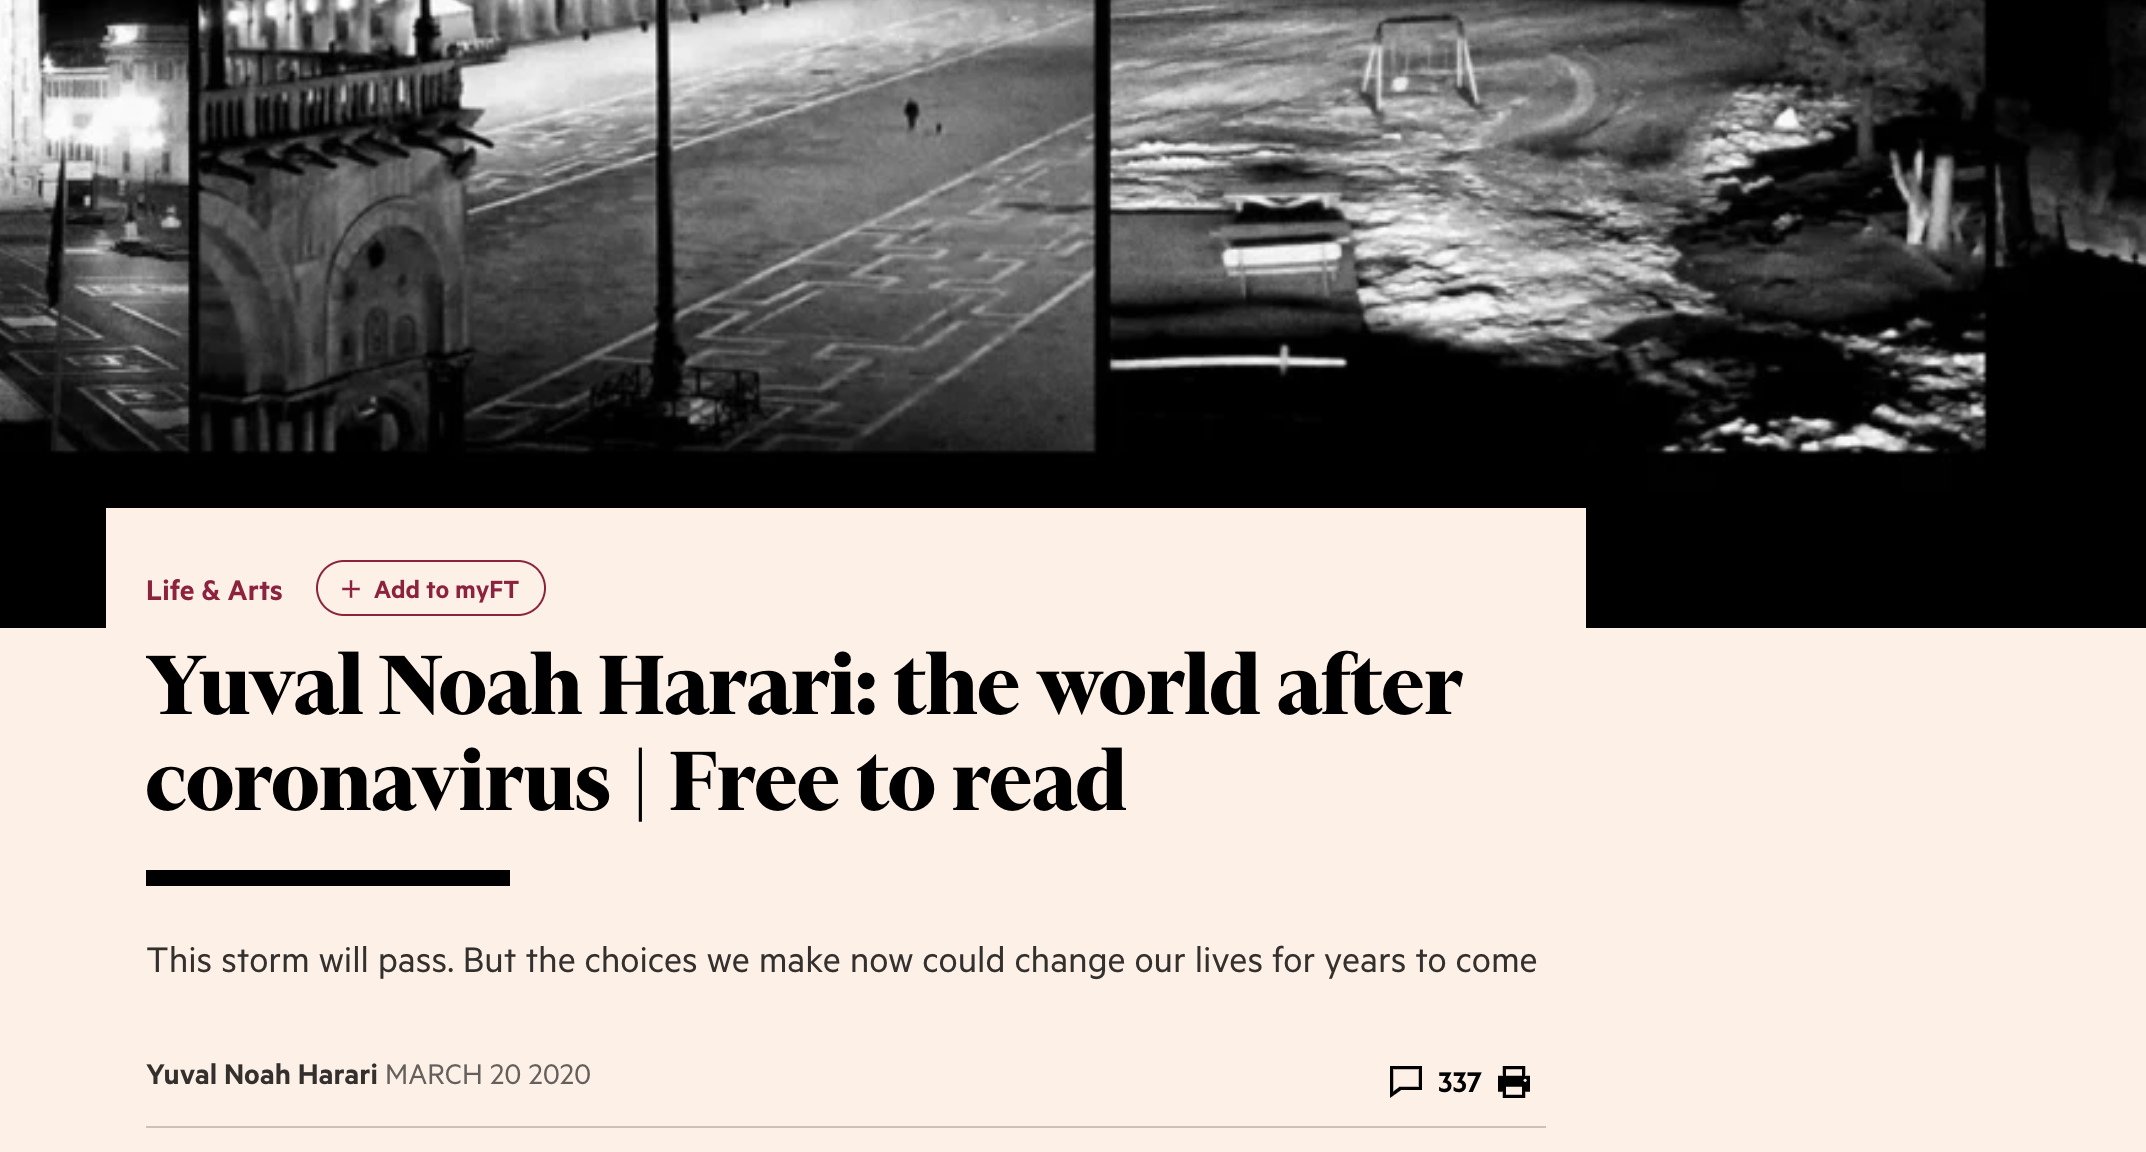 Life & Arts + Add to myFT
Yuval Noah Harari: the world after
coronavirus | Free to read
This storm will pass. But the choices we make now could change our lives for years to come
Yuval Noah Harari MARCH 20 2020 337